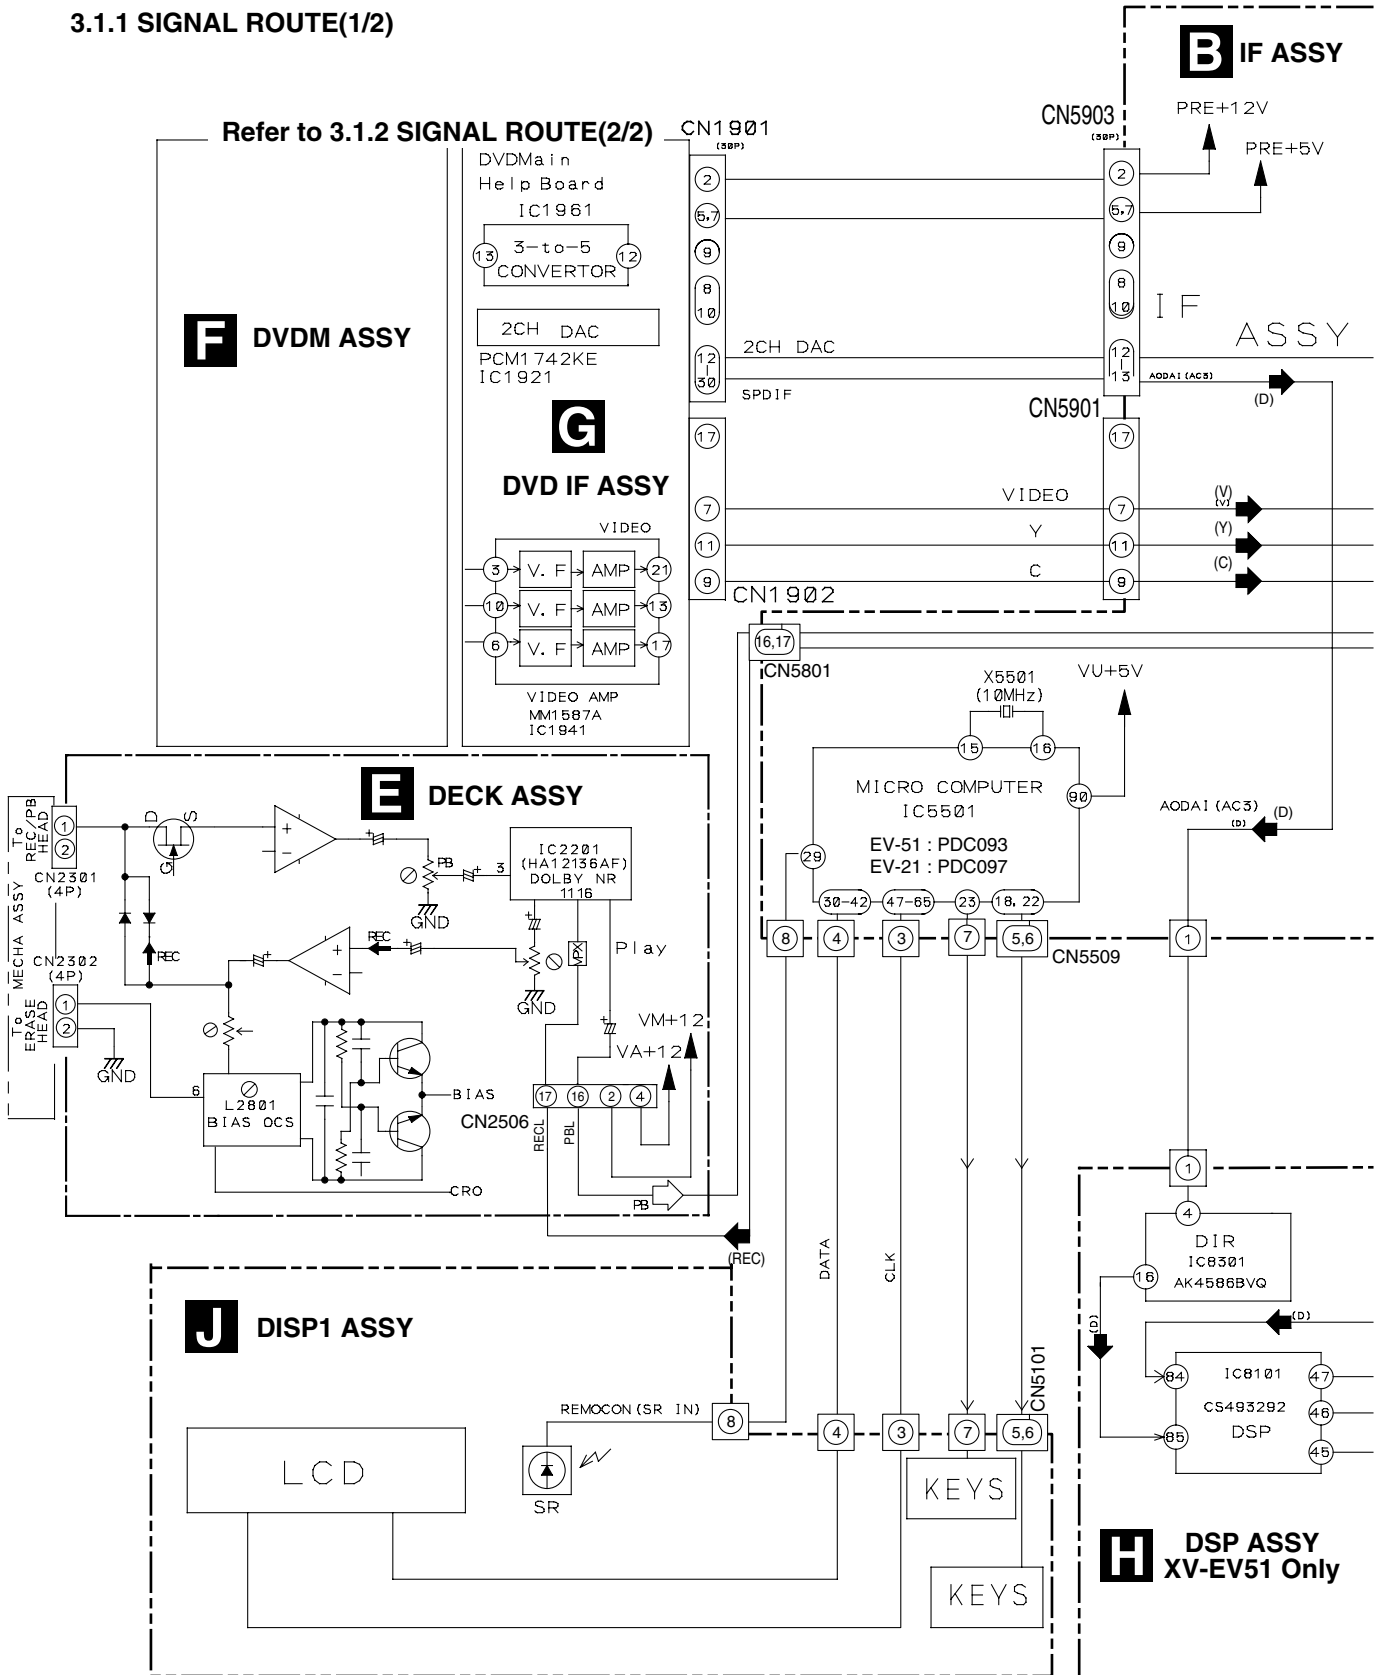 3.1.1 SIGNAL ROUTE(1/2)
B IF ASSY
PRE+12V
PRE+5V
Refer to 3.1.2 SIGNAL ROUTE(2/2)
CN1901
(30P)
CN5903
(30P)
DVDMain
Help Board
IC1961
13
3-to-5
CONVERTOR
12
2
5,7
9
8
10
12
30
2
5,7
9
8
10
12
13
IF
ASSY
F DVDM ASSY
2CH DAC
PCM1742KE
IC1921
2CH DAC
SPDIF
AODAI(AC3)
(D)
G
DVD IF ASSY
CN5901
17
17
VIDEO
7
VIDEO
7
(V)
(V)
11
Y
11
(Y)
9
C
9
(C)
3
V. F
AMP
21
10
V. F
AMP
13
6
V. F
AMP
17
VIDEO AMP
MM1587A
IC1941
CN1902
16,17
CN5801
X5501
(10MHz)
VU+5V
15
16
MICRO COMPUTER
IC5501
EV-51 : PDC093
EV-21 : PDC097
90
29
30-42
47-65
23
18, 22
8
4
3
7
5,6
CN5509
AODAI(AC3)
(D)
(D)
1
E DECK ASSY
MECHA ASSY
To
REC/PB
HEAD
1
2
CN2301
(4P)
D
S
G
+
−
PB
GND
3
IC2201
(HA12136AF)
DOLBY NR
1116
REC
REC
VPX
Play
GND
CN2302
(4P)
To
ERASE
HEAD
1
2
GND
6
L2801
BIAS OCS
BIAS
CRO
VM+12
VA+12
CN2506
17
16
2
4
RECL
PBL
PB
(REC)
DATA
CLK
1
4
DIR
IC8301
AK4586BVQ
16
(D)
(D)
84
85
IC8101
CS493292
DSP
47
46
45
J DISP1 ASSY
REMOCON(SR IN)
8
4
3
7
5,6
CN5101
LCD
SR
KEYS
KEYS
H DSP ASSY
XV-EV51 Only